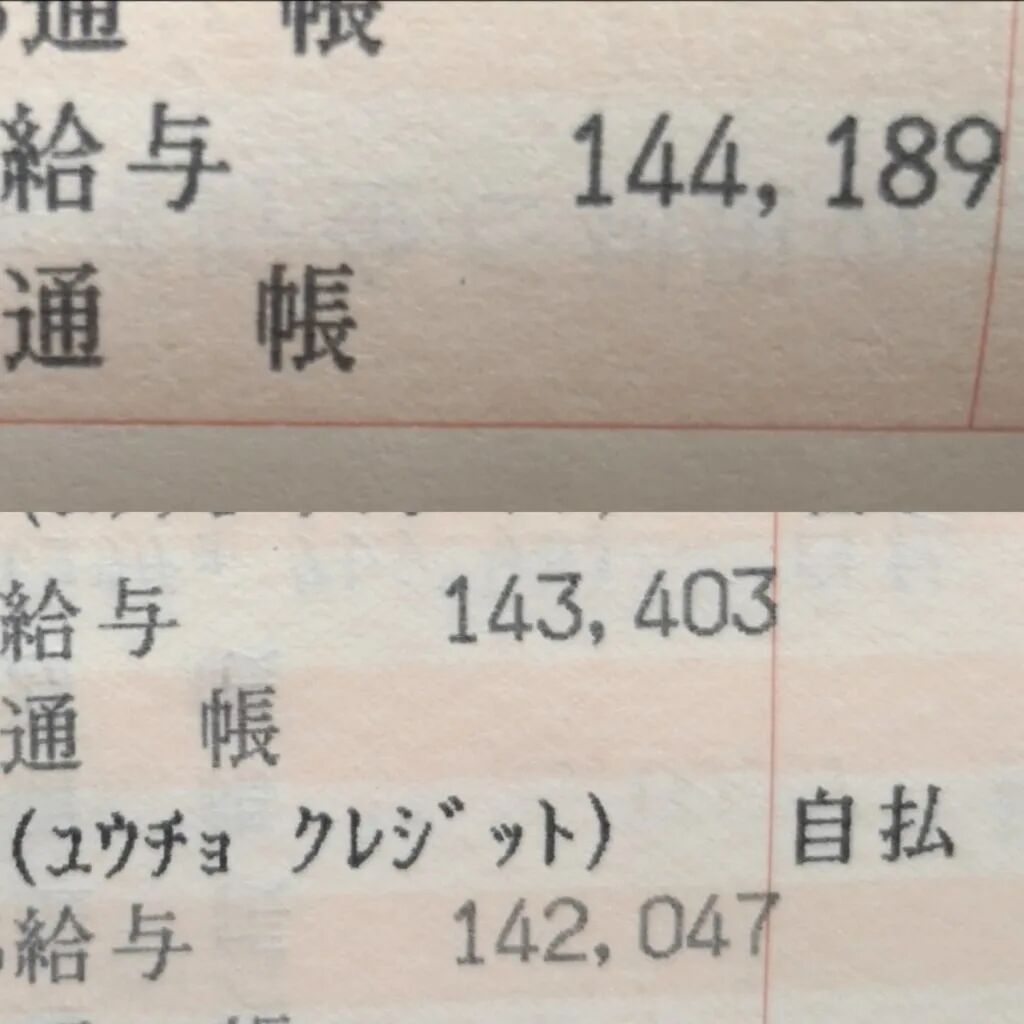 通 帳
給与 144,189
通 帳
給与 143,403
通 帳
(ユウチョ クレジット) 自払
給与 142,047